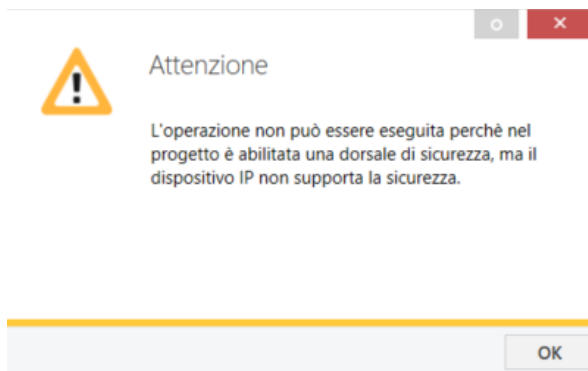 Attenzione
L'operazione non può essere eseguita perchè nel
progetto è abilitata una dorsale di sicurezza, ma il
dispositivo IP non supporta la sicurezza.
OK